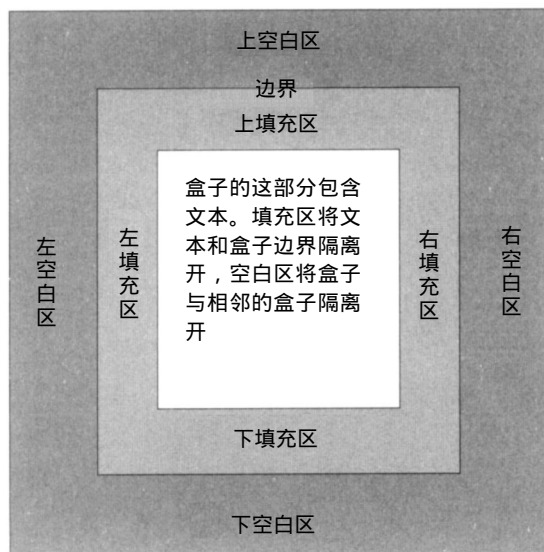 上空白区
边界
上填充区
盒子的这部分包含
文本。填充区将文
本和盒子边界隔离
开，空白区将盒子
与相邻的盒子隔离
开
左空白区
左填充区
右填充区
右空白区
下填充区
下空白区